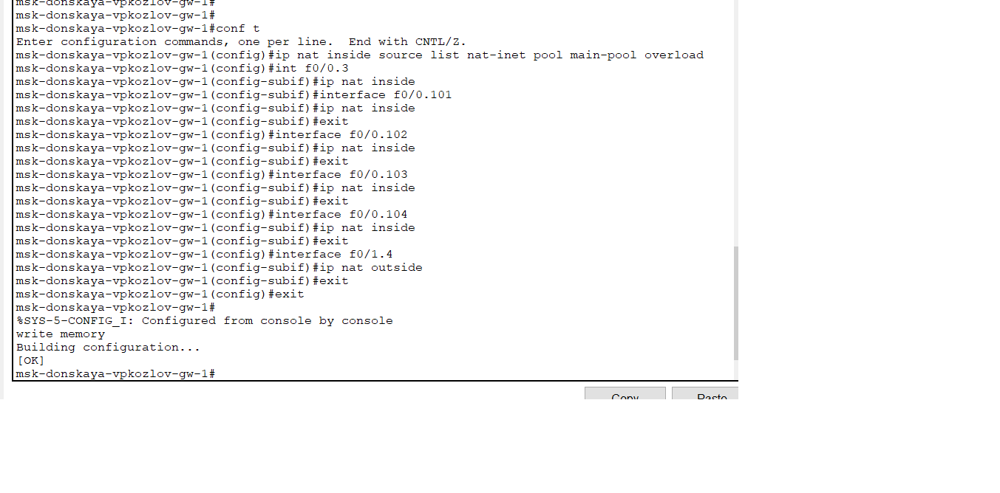 msk-donskaya-vpkozlov-gw-1#
msk-donskaya-vpkozlov-gw-1#
msk-donskaya-vpkozlov-gw-1#conf t
Enter configuration commands, one per line.  End with CNTL/Z.
msk-donskaya-vpkozlov-gw-1(config)#ip nat inside source list nat-inet pool main-pool overload
msk-donskaya-vpkozlov-gw-1(config)#int f0/0.3
msk-donskaya-vpkozlov-gw-1(config-subif)#ip nat inside
msk-donskaya-vpkozlov-gw-1(config-subif)#interface f0/0.101
msk-donskaya-vpkozlov-gw-1(config-subif)#ip nat inside
msk-donskaya-vpkozlov-gw-1(config-subif)#exit
msk-donskaya-vpkozlov-gw-1(config)#interface f0/0.102
msk-donskaya-vpkozlov-gw-1(config-subif)#ip nat inside
msk-donskaya-vpkozlov-gw-1(config-subif)#exit
msk-donskaya-vpkozlov-gw-1(config)#interface f0/0.103
msk-donskaya-vpkozlov-gw-1(config-subif)#ip nat inside
msk-donskaya-vpkozlov-gw-1(config-subif)#exit
msk-donskaya-vpkozlov-gw-1(config)#interface f0/0.104
msk-donskaya-vpkozlov-gw-1(config-subif)#ip nat inside
msk-donskaya-vpkozlov-gw-1(config-subif)#exit
msk-donskaya-vpkozlov-gw-1(config)#interface f0/1.4
msk-donskaya-vpkozlov-gw-1(config-subif)#ip nat outside
msk-donskaya-vpkozlov-gw-1(config-subif)#exit
msk-donskaya-vpkozlov-gw-1(config)#exit
msk-donskaya-vpkozlov-gw-1#
%SYS-5-CONFIG_I: Configured from console by console
write memory
Building configuration...
[OK]
msk-donskaya-vpkozlov-gw-1#
Copy Paste